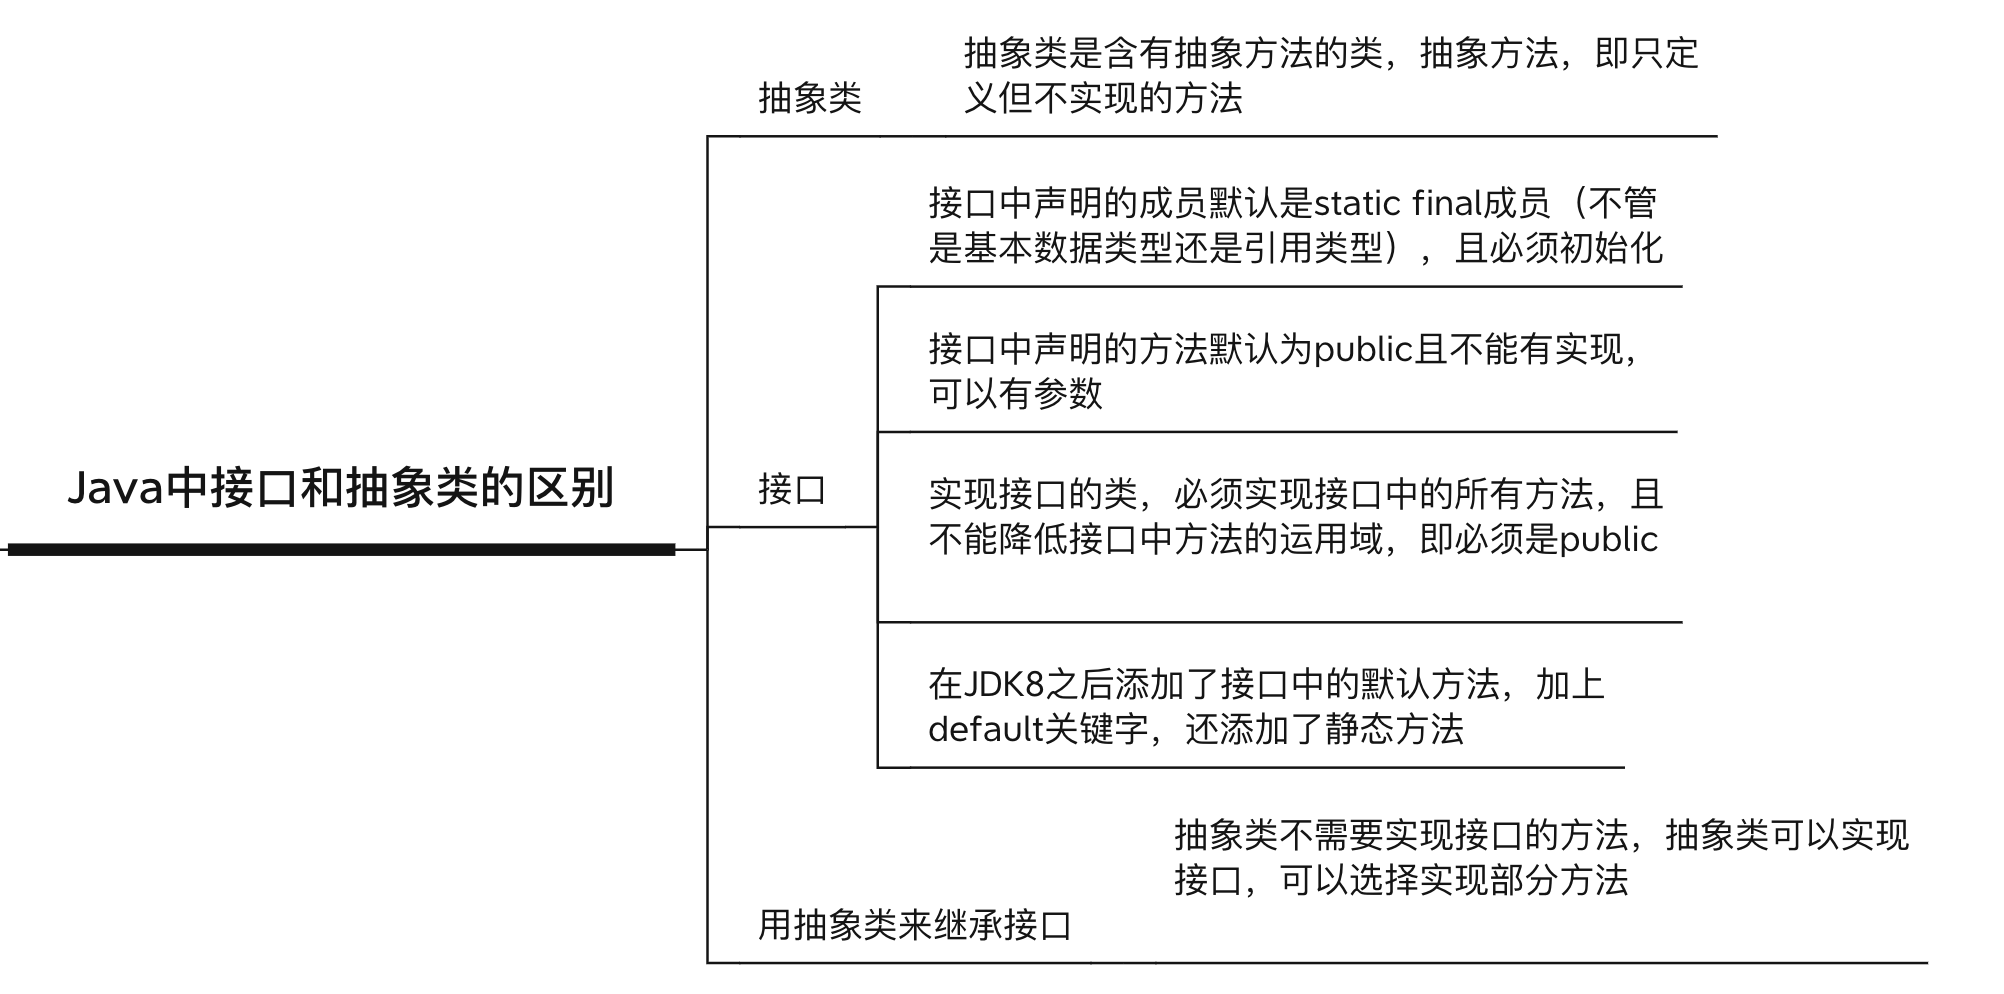 Java中接口和抽象类的区别
抽象类
抽象类是含有抽象方法的类，抽象方法，即只定
义但不实现的方法
接口
接口中声明的成员默认是static final成员（不管
是基本数据类型还是引用类型），且必须初始化
接口中声明的方法默认为public且不能有实现，
可以有参数
实现接口的类，必须实现接口中的所有方法，且
不能降低接口中方法的运用域，即必须是public
在JDK8之后添加了接口中的默认方法，加上
default关键字，还添加了静态方法
用抽象类来继承接口
抽象类不需要实现接口的方法，抽象类可以实现
接口，可以选择实现部分方法